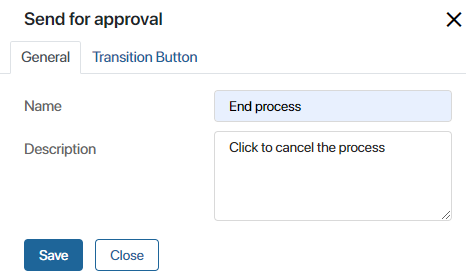 Send for approval
General Transition Button
Name End process
Description Click to cancel the process
Save Close